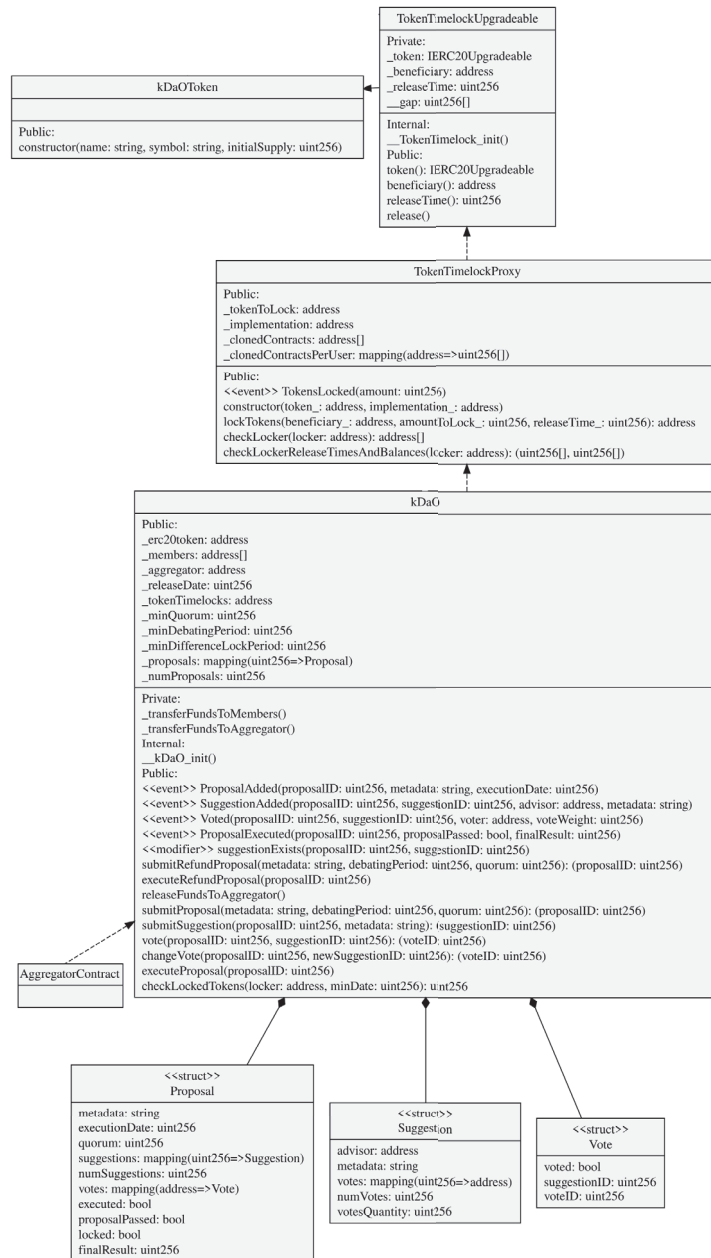 TokenTimelockUpgradeable
Private:
_token: IERC20Upgradeable
_beneficiary: address
_releaseTime: uint256
__gap: uint256[]
Internal:
__TokenTimelock_init()
Public:
token(): IERC20Upgradeable
beneficiary(): address
releaseTime(): uint256
release()
kDaOToken
Public:
constructor(name: string, symbol: string, initialSupply: uint256)
TokenTimelockProxy
Public:
_tokenToLock: address
_implementation: address
_clonedContracts: address[]
_clonedContractsPerUser: mapping(address=>uint256[])
Public:
<<event>> TokensLocked(amount: uint256)
constructor(token_: address, implementation_: address)
lockTokens(beneficiary_: address, amountToLock_: uint256, releaseTime_: uint256): address
checkLocker(locker: address): address[]
checkLockerReleaseTimesAndBalances(locker: address): (uint256[], uint256[])
kDaO
Public:
_erc20token: address
_members: address[]
_aggregator: address
_releaseDate: uint256
_tokenTimelocks: address
_minQuorum: uint256
_minDebatingPeriod: uint256
_minDifferenceLockPeriod: uint256
_proposals: mapping(uint256=>Proposal)
_numProposals: uint256
Private:
_transferFundsToMembers()
_transferFundsToAggregator()
Internal:
__kDaO_init()
Public:
<<event>> ProposalAdded(proposalID: uint256, metadata: string, executionDate: uint256)
<<event>> SuggestionAdded(proposalID: uint256, suggestionID: uint256, advisor: address, metadata: string)
<<event>> Voted(proposalID: uint256, suggestionID: uint256, voter: address, voteWeight: uint256)
<<event>> ProposalExecuted(proposalID: uint256, proposalPassed: bool, finalResult: uint256)
<<modifier>> suggestionExists(proposalID: uint256, suggestionID: uint256)
submitRefundProposal(metadata: string, debatingPeriod: uint256, quorum: uint256): (proposalID: uint256)
executeRefundProposal(proposalID: uint256)
releaseFundsToAggregator()
submitProposal(metadata: string, debatingPeriod: uint256, quorum: uint256): (proposalID: uint256)
submitSuggestion(proposalID: uint256, metadata: string): (suggestionID: uint256)
vote(proposalID: uint256, suggestionID: uint256): (voteID: uint256)
changeVote(proposalID: uint256, newSuggestionID: uint256): (voteID: uint256)
executeProposal(proposalID: uint256)
checkLockedTokens(locker: address, minDate: uint256): uint256
AggregatorContract
<<struct>>
Proposal
metadata: string
executionDate: uint256
quorum: uint256
suggestions: mapping(uint256=>Suggestion)
numSuggestions: uint256
votes: mapping(address=>Vote)
executed: bool
proposalPassed: bool
locked: bool
finalResult: uint256
<<struct>>
Suggestion
advisor: address
metadata: string
votes: mapping(uint256=>address)
numVotes: uint256
votesQuantity: uint256
<<struct>>
Vote
voted: bool
suggestionID: uint256
voteID: uint256